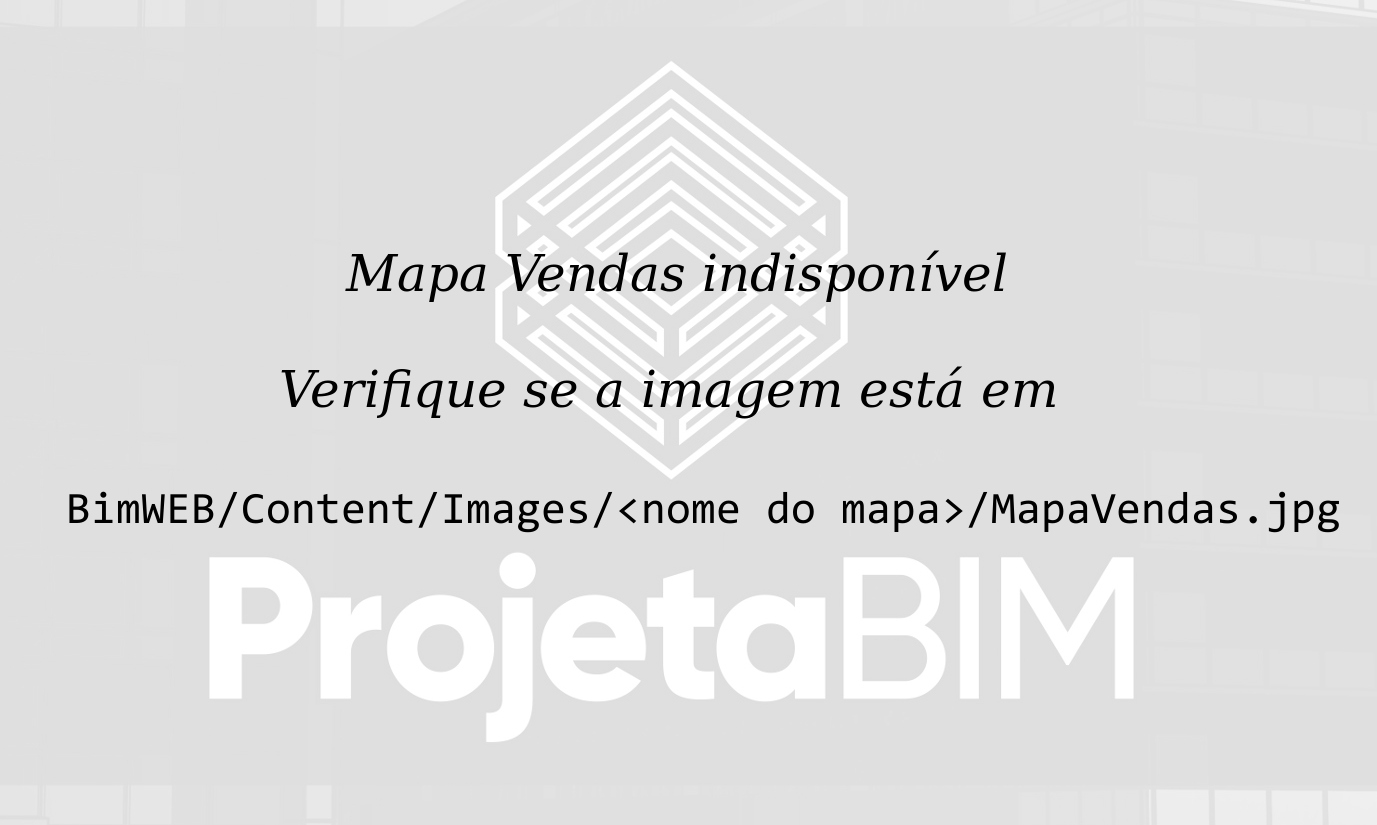 Mapa Vendas indisponível
Verifique se a imagem está em
BimWEB/Content/Images/<nome do mapa>/MapaVendas.jpg
ProjetaBIM